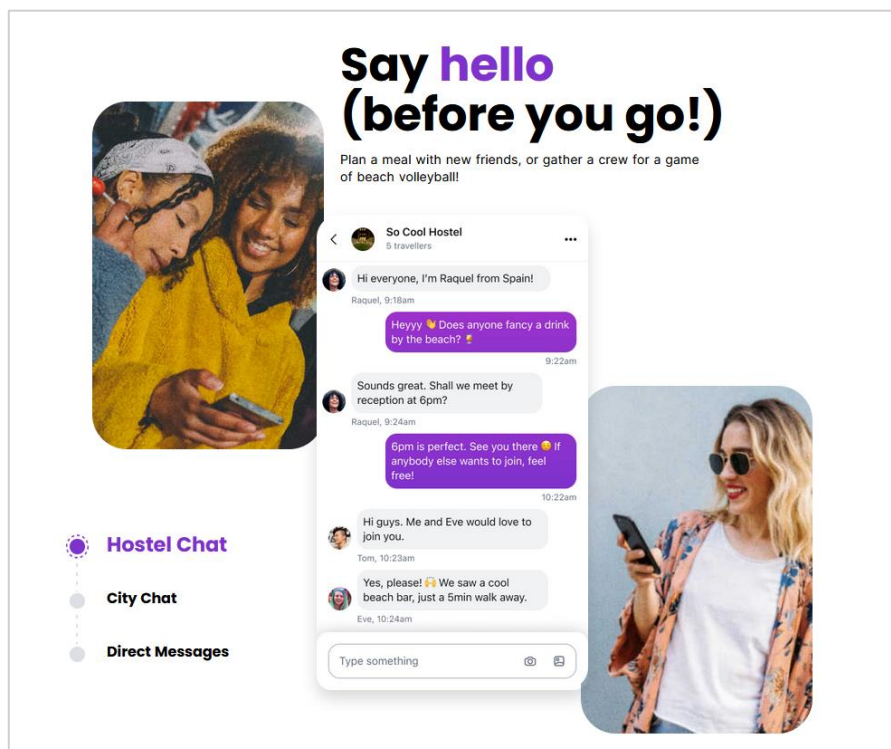 Say hello
(before you go!)
Plan a meal with new friends, or gather a crew for a game
of beach volleyball!
So Cool Hostel
5 travellers
Hi everyone, I'm Raquel from Spain!
Raquel, 9:18am
Heyyy 👋 Does anyone fancy a drink
by the beach? 🍹
9:22am
Sounds great. Shall we meet by
reception at 6pm?
Raquel, 9:24am
6pm is perfect. See you there 😊 If
anybody else wants to join, feel
free!
10:22am
Hi guys. Me and Eve would love to
join you.
Tom, 10:23am
Yes, please! 🙌 We saw a cool
beach bar, just a 5min walk away.
Eve, 10:24am
Type something
Hostel Chat
City Chat
Direct Messages